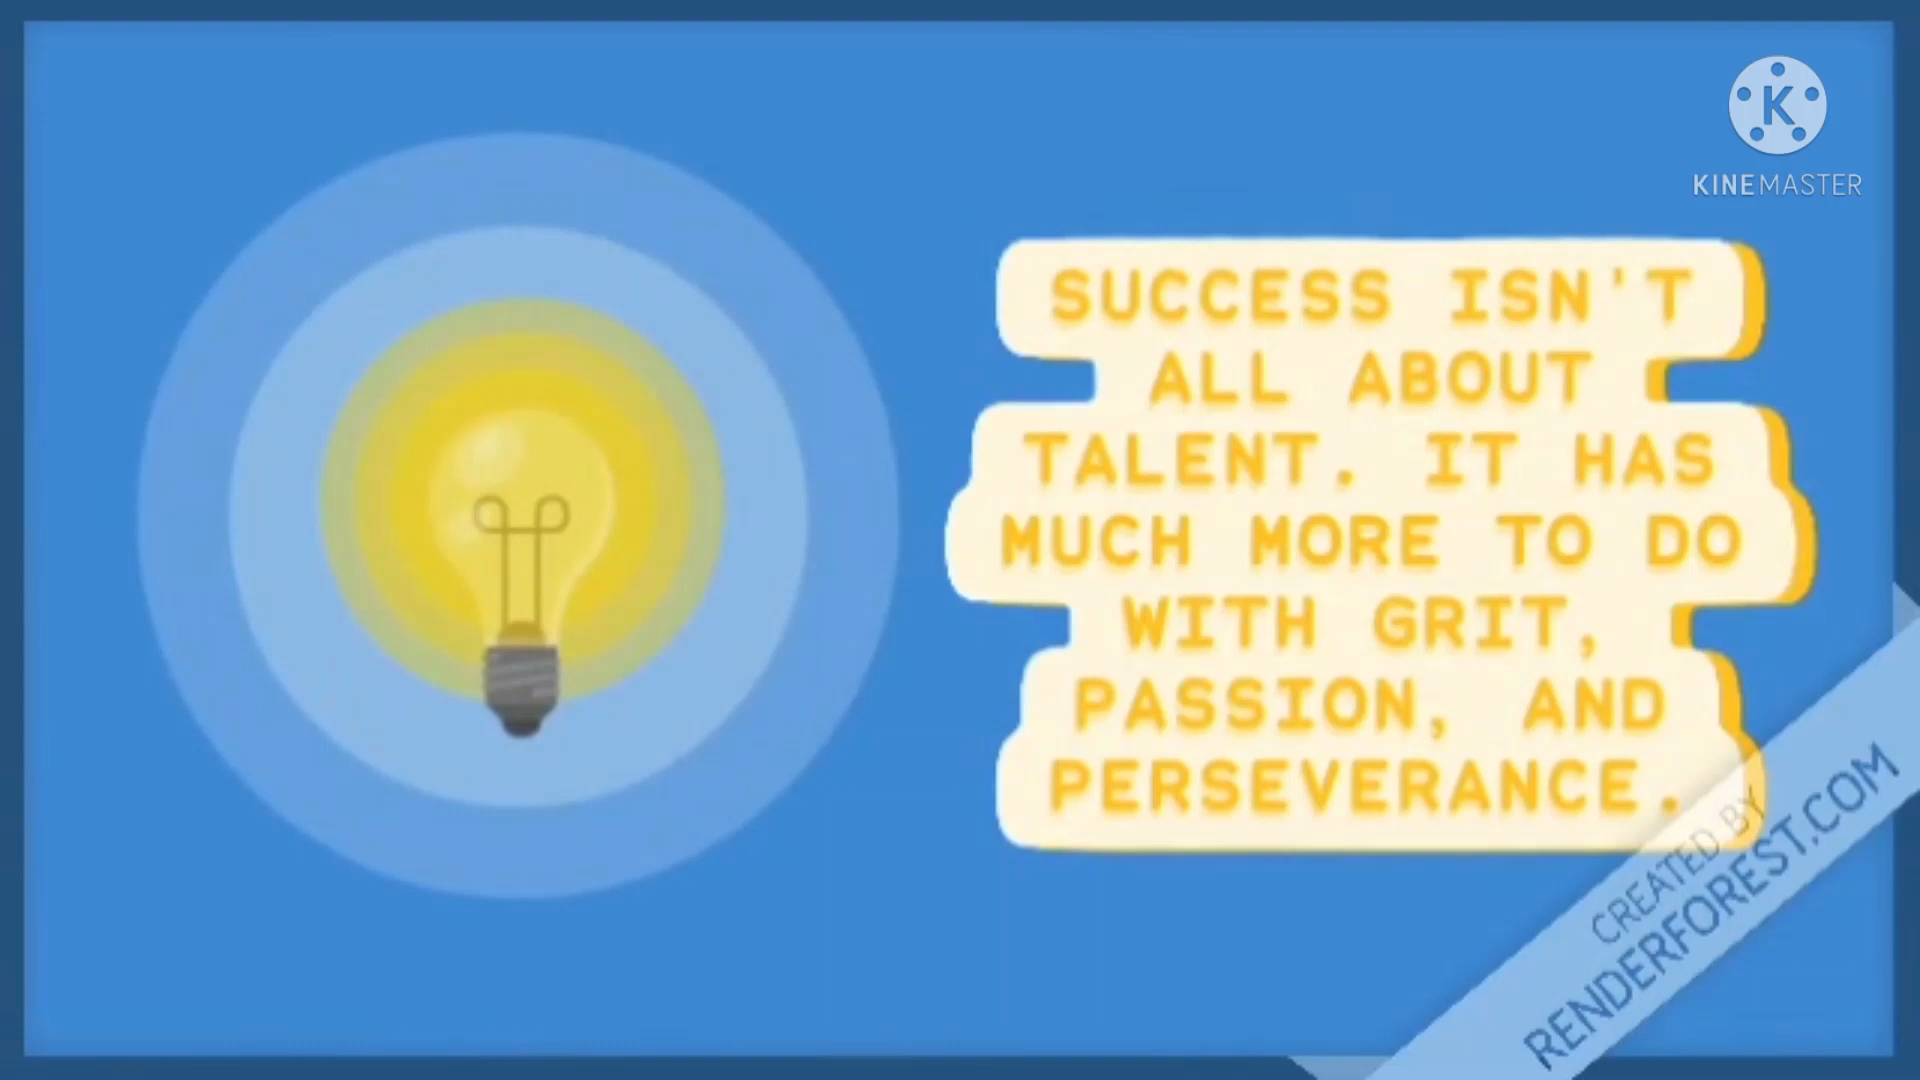 K
KINEMASTER
SUCCESS ISN'T
ALL ABOUT
TALENT. IT HAS
MUCH MORE TO DO
WITH GRIT,
PASSION, AND
PERSEVERANCE.
CREATED BY
RENDERFOREST.COM